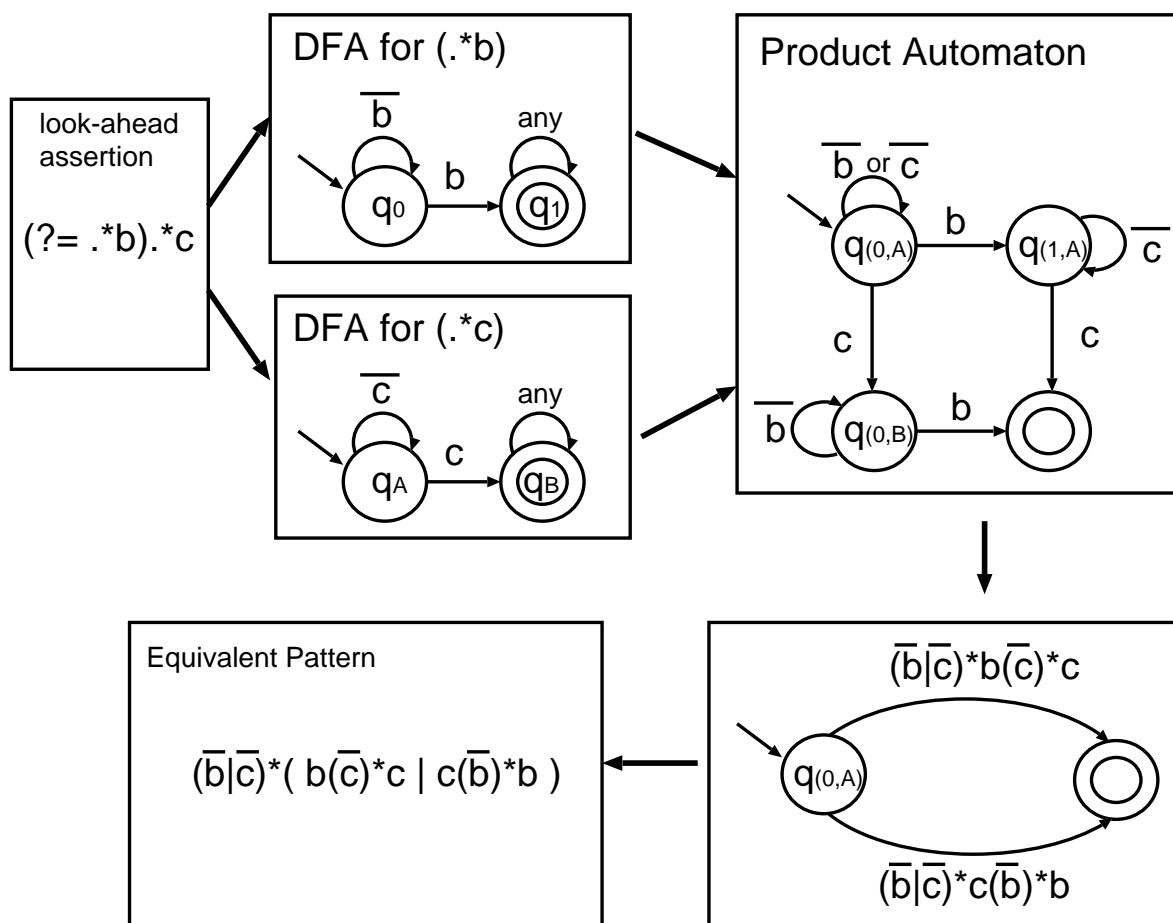 look-ahead
assertion
(?= .*b).*c
DFA for (.*b)
b̅
any
q0
b
q1
DFA for (.*c)
c̅
any
qA
c
qB
Product Automaton
b̅ or c̅
q(0,A)
b
q(1,A)
c̅
c
c
b̅
q(0,B)
b
(b̅|c̅)*b(c̅)*c
q(0,A)
(b̅|c̅)*c(b̅)*b
Equivalent Pattern
(b̅|c̅)*( b(c̅)*c | c(b̅)*b )